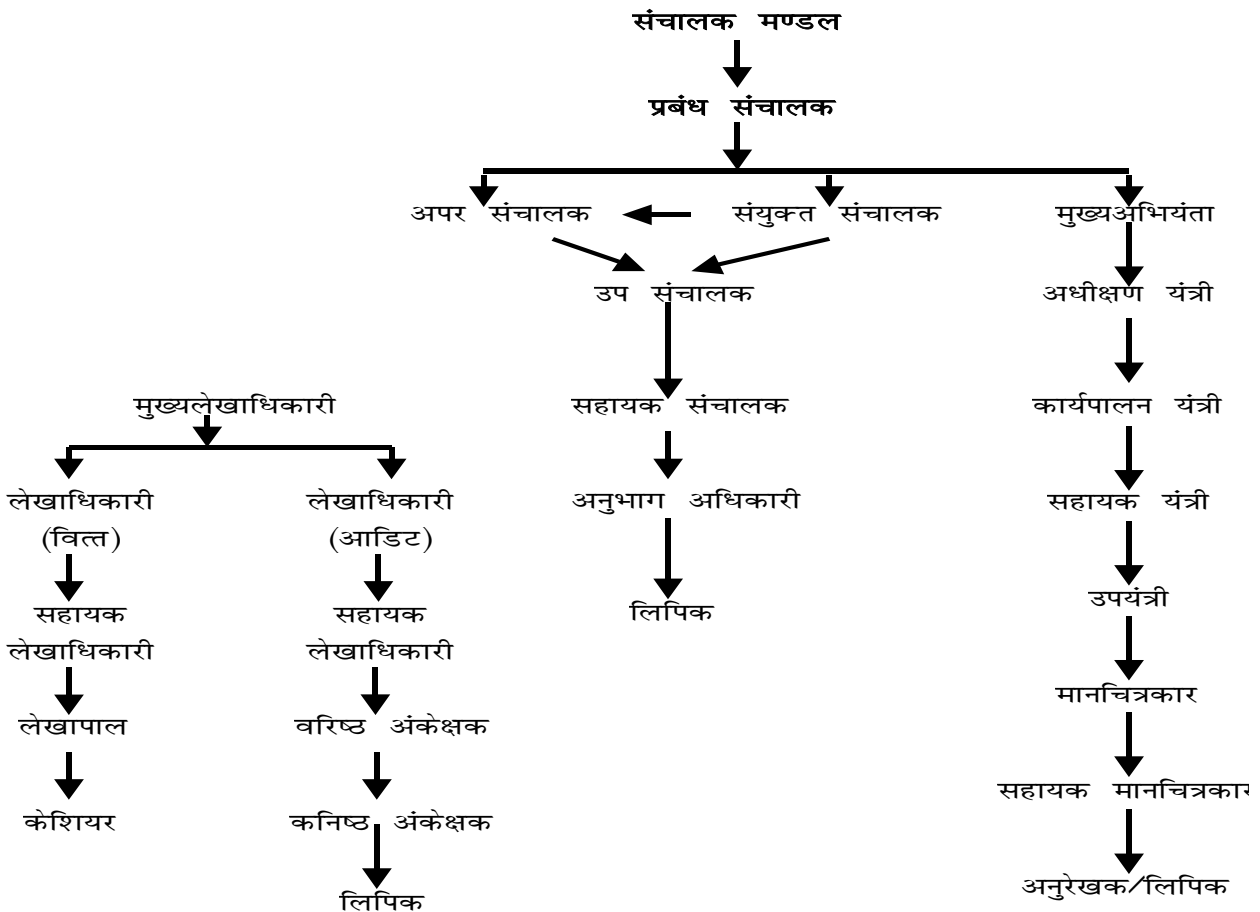 संचालक मण्डल
प्रबंध संचालक
अपर संचालक
संयुक्त संचालक
मुख्यअभियंता
उप संचालक
अधीक्षण यंत्री
मुख्यलेखाधिकारी
सहायक संचालक
कार्यपालन यंत्री
लेखाधिकारी
(वित्त)
लेखाधिकारी
(आडिट)
अनुभाग अधिकारी
सहायक यंत्री
सहायक
लेखाधिकारी
सहायक
लेखाधिकारी
लिपिक
उपयंत्री
लेखापाल
वरिष्ठ अंकेक्षक
मानचित्रकार
केशियर
कनिष्ठ अंकेक्षक
सहायक मानचित्रकार
लिपिक
अनुरेखक/लिपिक